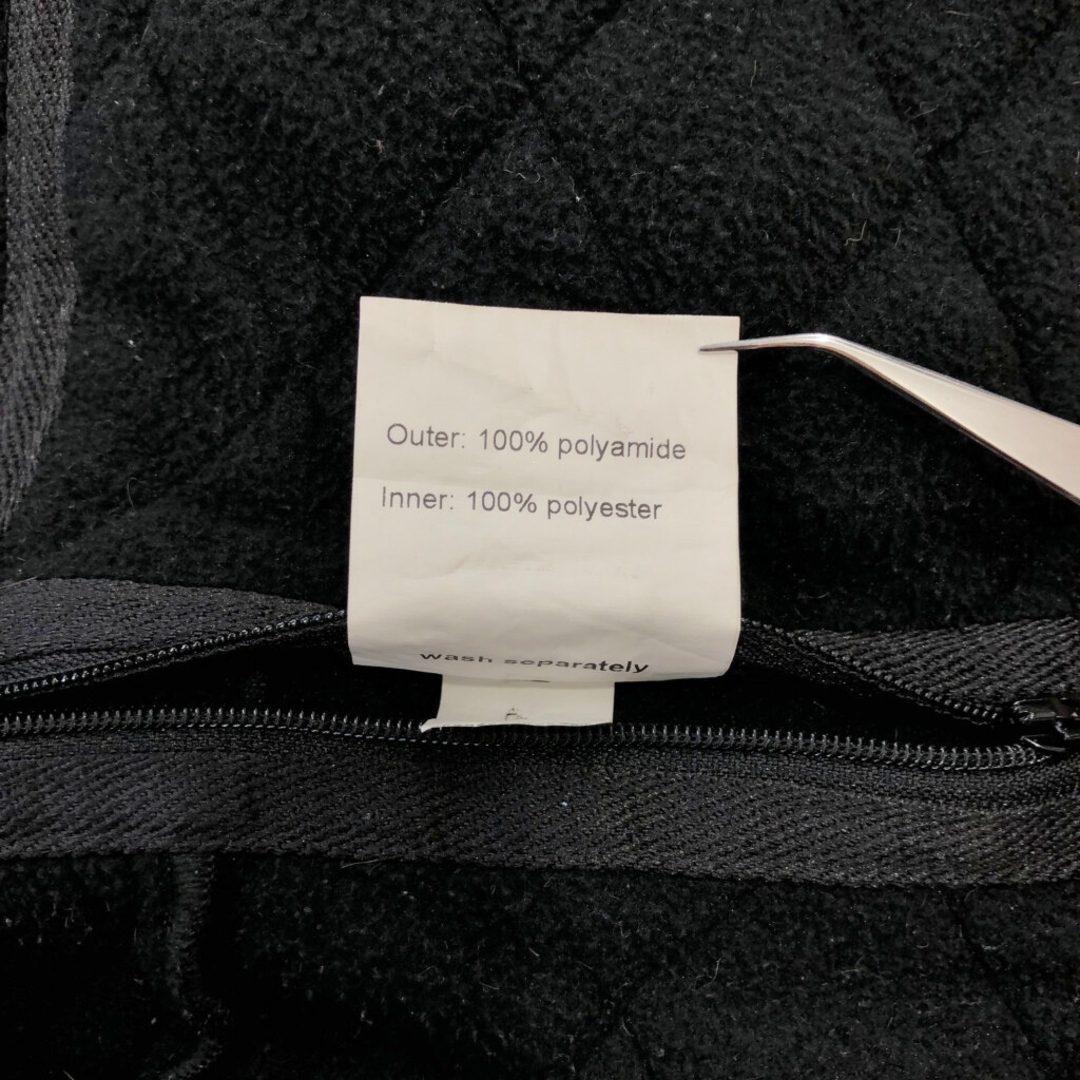 Outer: 100% polyamide
Inner: 100% polyester
wash separately